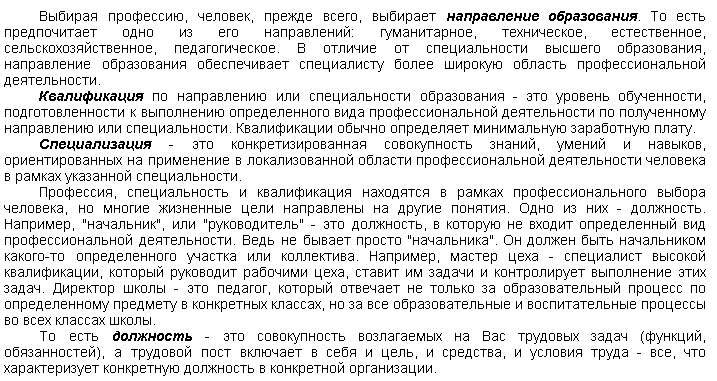 Выбирая профессию, человек, прежде всего, выбирает направление образования. То есть
предпочитает одно из его направлений: гуманитарное, техническое, естественное,
сельскохозяйственное, педагогическое. В отличие от специальности высшего образования,
направление образования обеспечивает специалисту более широкую область профессиональной
деятельности.
Квалификация по направлению или специальности образования - это уровень обученности,
подготовленности к выполнению определенного вида профессиональной деятельности по полученному
направлению или специальности. Квалификации обычно определяет минимальную заработную плату.
Специализация - это конкретизированная совокупность знаний, умений и навыков,
ориентированных на применение в локализованной области профессиональной деятельности человека
в рамках указанной специальности.
Профессия, специальность и квалификация находятся в рамках профессионального выбора
человека, но многие жизненные цели направлены на другие понятия. Одно из них - должность.
Например, "начальник", или "руководитель" - это должность, в которую не входит определенный вид
профессиональной деятельности. Ведь не бывает просто "начальника". Он должен быть начальником
какого-то определенного участка или коллектива. Например, мастер цеха - специалист высокой
квалификации, который руководит рабочими цеха, ставит им задачи и контролирует выполнение этих
задач. Директор школы - это педагог, который отвечает не только за образовательный процесс по
определенному предмету в конкретных классах, но за все образовательные и воспитательные процессы
во всех классах школы.
То есть должность - это совокупность возлагаемых на Вас трудовых задач (функций,
обязанностей), а трудовой пост включает в себя и цель, и средства, и условия труда - все, что
характеризует конкретную должность в конкретной организации.